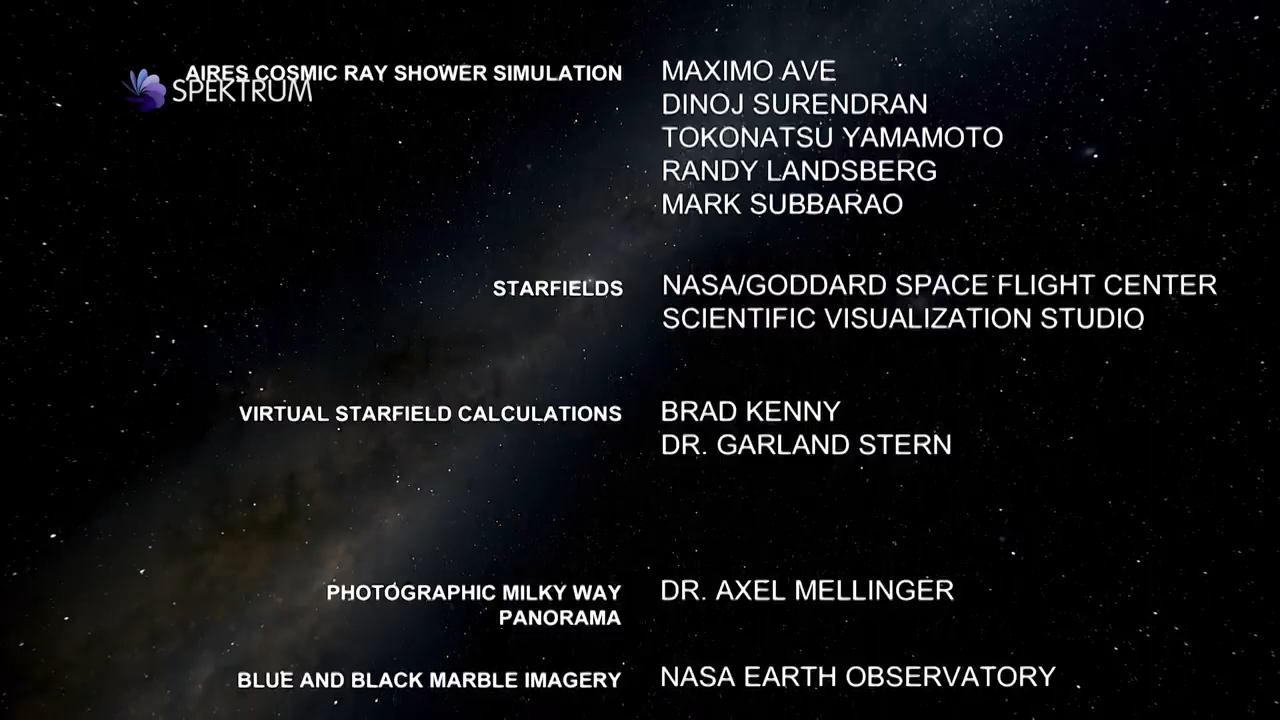 AIRES COSMIC RAY SHOWER SIMULATION
SPEKTRUM
MAXIMO AVE
DINOJ SURENDRAN
TOKONATSU YAMAMOTO
RANDY LANDSBERG
MARK SUBBARAO
STARFIELDS
NASA/GODDARD SPACE FLIGHT CENTER
SCIENTIFIC VISUALIZATION STUDIO
VIRTUAL STARFIELD CALCULATIONS
BRAD KENNY
DR. GARLAND STERN
PHOTOGRAPHIC MILKY WAY
PANORAMA
DR. AXEL MELLINGER
BLUE AND BLACK MARBLE IMAGERY
NASA EARTH OBSERVATORY